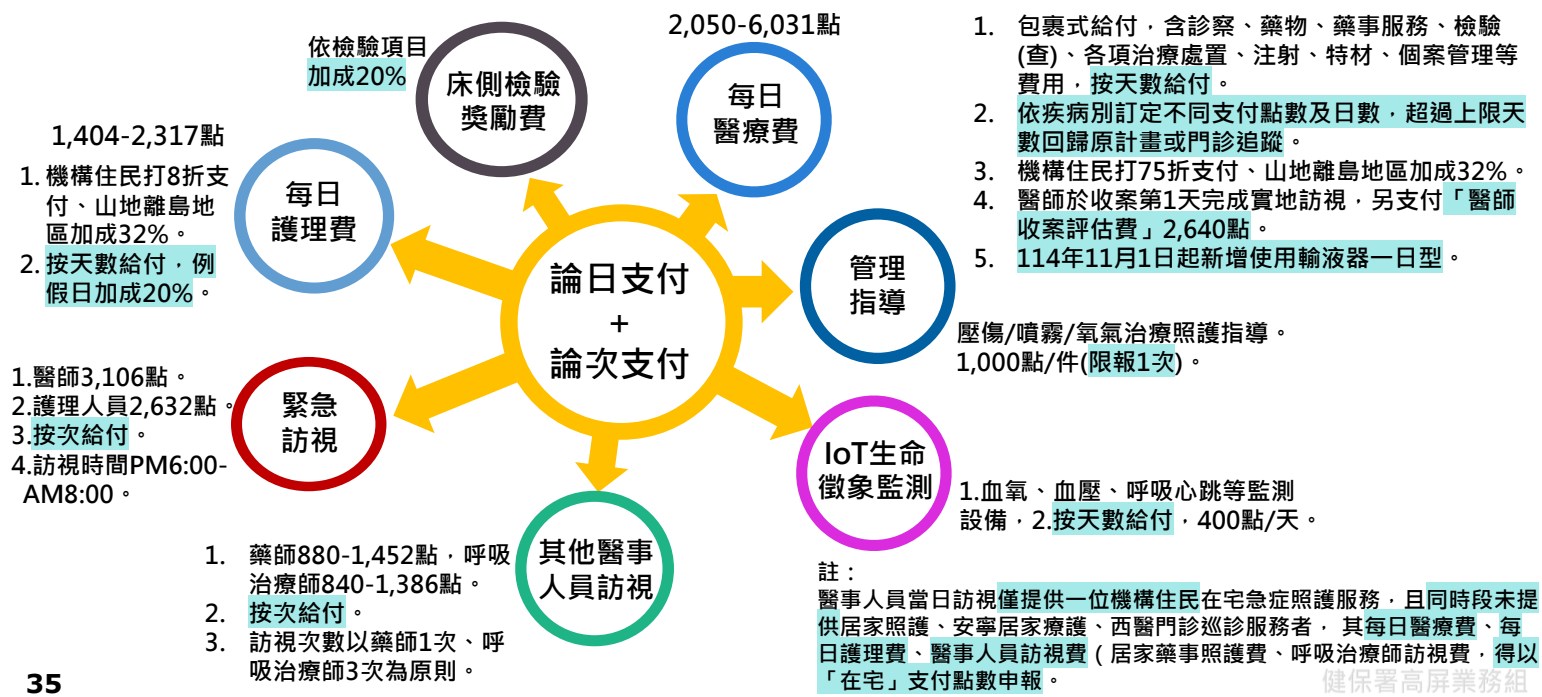 依檢驗項目
加成20%
床側檢驗
獎勵費
2,050-6,031點
每日
醫療費
1. 包裹式給付，含診察、藥物、藥事服務、檢驗
(查)、各項治療處置、注射、特材、個案管理等
費用，按天數給付。
2. 依疾病別訂定不同支付點數及日數，超過上限天
數回歸原計畫或門診追蹤。
3. 機構住民打75折支付、山地離島地區加成32%。
4. 醫師於收案第1天完成實地訪視，另支付「醫師
收案評估費」2,640點。
5. 114年11月1日起新增使用輸液器一日型。
1,404-2,317點
1. 機構住民打8折支
付、山地離島地
區加成32%。
2. 按天數給付，例
假日加成20%。
每日
護理費
論日支付
+
論次支付
管理
指導
壓傷/噴霧/氧氣治療照護指導。
1,000點/件(限報1次)。
1.醫師3,106點。
2.護理人員2,632點。
3.按次給付。
4.訪視時間PM6:00-
AM8:00。
緊急
訪視
IoT生命
徵象監測
1.血氧、血壓、呼吸心跳等監測
設備，2.按天數給付，400點/天。
1. 藥師880-1,452點，呼吸
治療師840-1,386點。
2. 按次給付。
3. 訪視次數以藥師1次、呼
吸治療師3次為原則。
其他醫事
人員訪視
註：
醫事人員當日訪視僅提供一位機構住民在宅急症照護服務，且同時段未提
供居家照護、安寧居家療護、西醫門診巡診服務者， 其每日醫療費、每
日護理費、醫事人員訪視費（居家藥事照護費、呼吸治療師訪視費，得以
「在宅」支付點數申報。
健保署高屏業務組
35